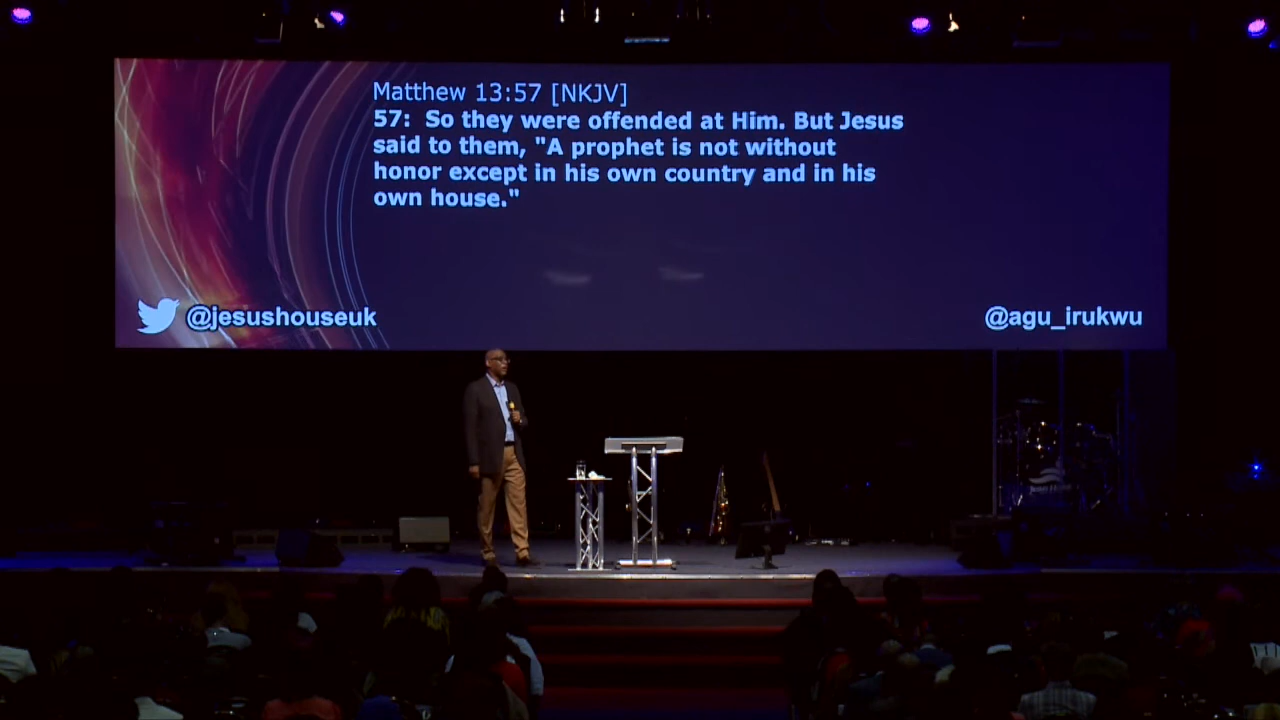 Matthew 13:57 [NKJV]
57:  So they were offended at Him. But Jesus
said to them, "A prophet is not without
honor except in his own country and in his
own house."
@jesushouseuk
@agu_irukwu